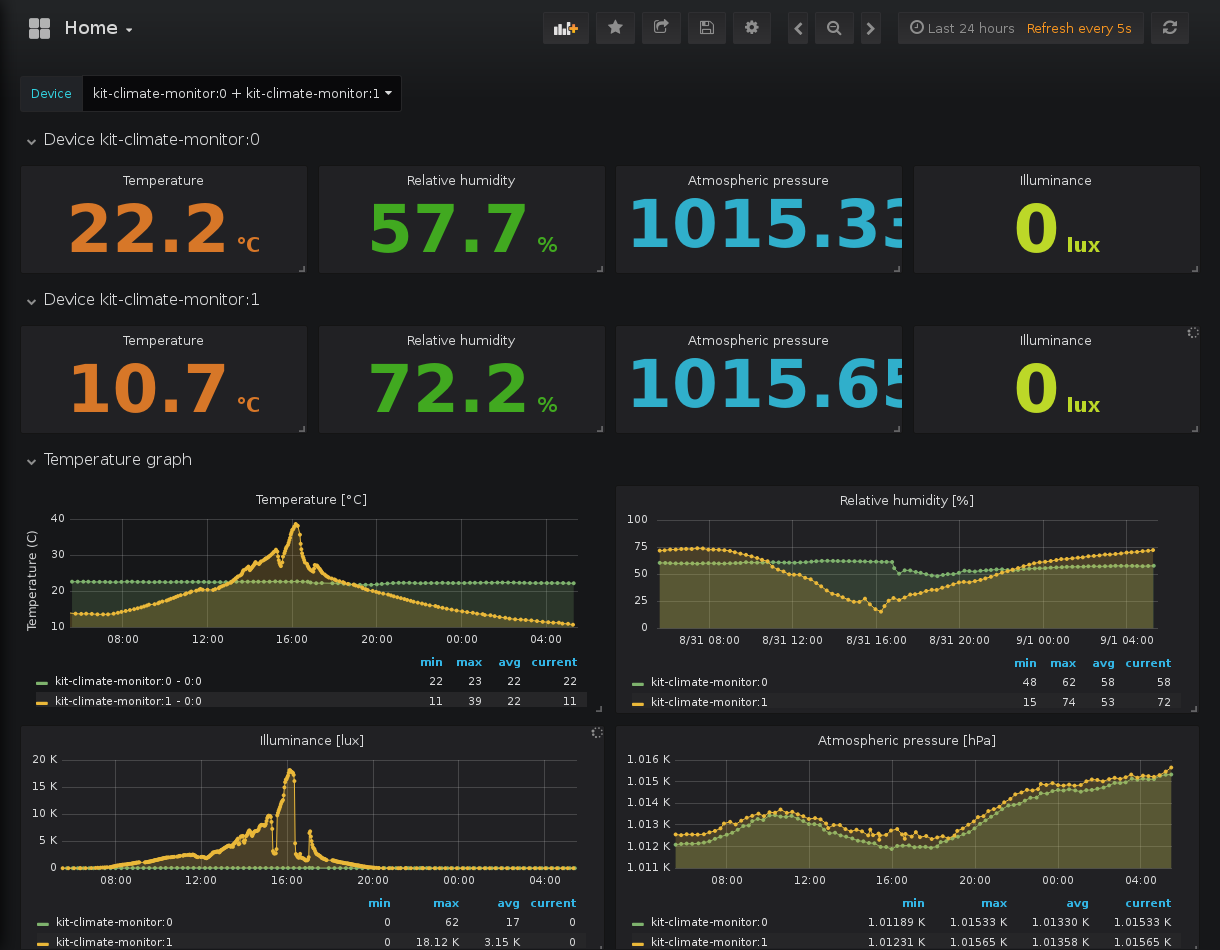 Home
Last 24 hours Refresh every 5s
Device kit-climate-monitor:0 + kit-climate-monitor:1
Device kit-climate-monitor:0
Temperature Relative humidity Atmospheric pressure Illuminance
22.2 °C 57.7 % 1015.33 0 lux
Device kit-climate-monitor:1
Temperature Relative humidity Atmospheric pressure Illuminance
10.7 °C 72.2 % 1015.65 0 lux
Temperature graph
Temperature [°C]
Temperature (C)
40
30
20
10
08:00 12:00 16:00 20:00 00:00 04:00
min max avg current
kit-climate-monitor:0 - 0:0 22 23 22 22
kit-climate-monitor:1 - 0:0 11 39 22 11
Relative humidity [%]
100
75
50
25
0
8/31 08:00 8/31 12:00 8/31 16:00 8/31 20:00 9/1 00:00 9/1 04:00
min max avg current
kit-climate-monitor:0 48 62 58 58
kit-climate-monitor:1 15 74 53 72
Illuminance [lux]
20 K
15 K
10 K
5 K
0
08:00 12:00 16:00 20:00 00:00 04:00
min max avg current
kit-climate-monitor:0 0 62 17 0
kit-climate-monitor:1 0 18.12 K 3.15 K 0
Atmospheric pressure [hPa]
1.016 K
1.015 K
1.014 K
1.013 K
1.012 K
1.011 K
08:00 12:00 16:00 20:00 00:00 04:00
min max avg current
kit-climate-monitor:0 1.01189 K 1.01533 K 1.01330 K 1.01533 K
kit-climate-monitor:1 1.01231 K 1.01565 K 1.01358 K 1.01565 K